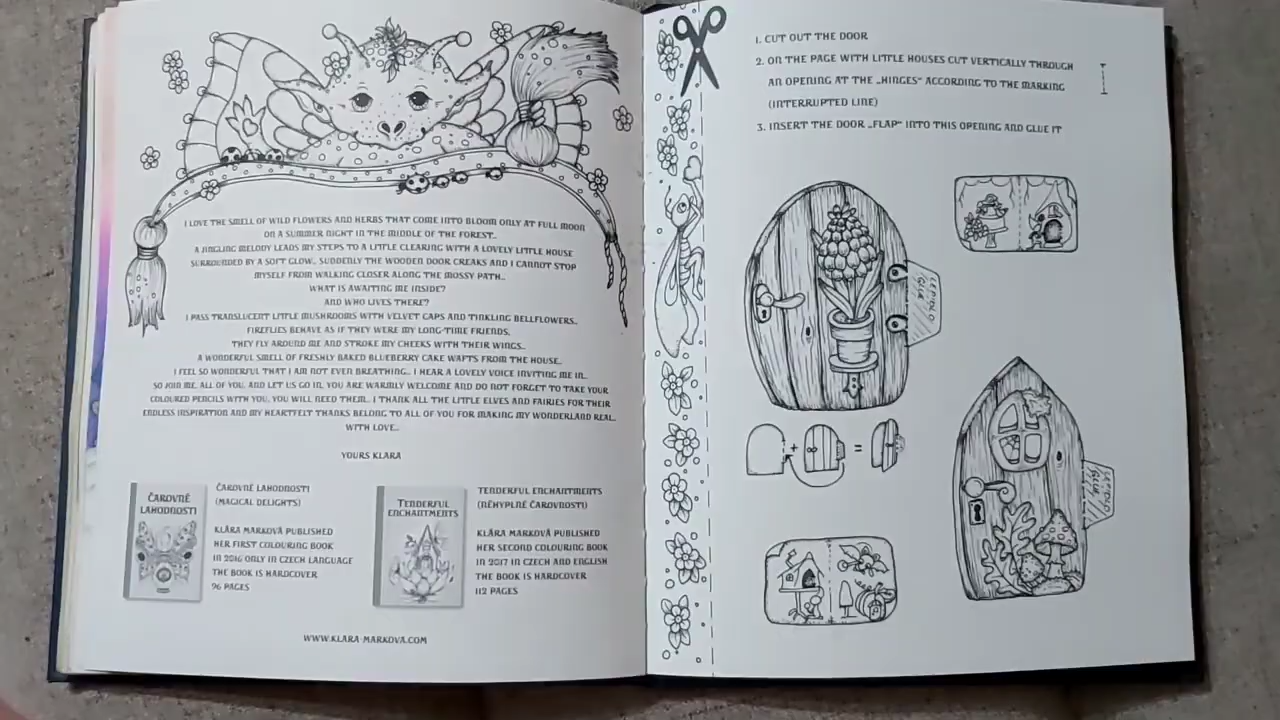 I LOVE THE SMELL OF WILD FLOWERS AND HERBS THAT COME INTO BLOOM ONLY AT FULL MOON
ON A SUMMER NIGHT IN THE MIDDLE OF THE FOREST..
A JINGLING MELODY LEADS MY STEPS TO A LITTLE CLEARING WITH A LOVELY LITTLE HOUSE
SURROUNDED BY A SOFT GLOW.. SUDDENLY THE WOODEN DOOR CREAKS AND I CANNOT STOP
MYSELF FROM WALKING CLOSER ALONG THE MOSSY PATH..
WHAT IS AWAITING ME INSIDE?
AND WHO LIVES THERE?
I PASS TRANSLUCENT LITTLE MUSHROOMS WITH VELVET CAPS AND TINKLING BELLFLOWERS..
FIREFLIES BEHAVE AS IF THEY WERE MY LONG-TIME FRIENDS.
THEY FLY AROUND ME AND STROKE MY CHEEKS WITH THEIR WINGS..
A WONDERFUL SMELL OF FRESHLY BAKED BLUEBERRY CAKE WAFTS FROM THE HOUSE.
I FEEL SO WONDERFUL THAT I AM NOT EVEN BREATHING.. I HEAR A LOVELY VOICE INVITING ME IN..
SO JOIN ME, ALL OF YOU, AND LET US GO IN. YOU ARE WARMLY WELCOME AND DO NOT FORGET TO TAKE YOUR
COLOURED PENCILS WITH YOU, YOU WILL NEED THEM.. I THANK ALL THE LITTLE ELVES AND FAIRIES FOR THEIR
ENDLESS INSPIRATION AND MY HEARTFELT THANKS BELONG TO ALL OF YOU FOR MAKING MY WONDERLAND REAL.
WITH LOVE..
YOURS KLARA
ČAROVNÉ
LAHODNOSTI
ČAROVNÉ LAHODNOSTI
(MAGICAL DELIGHTS)
KLÁRA MARKOVÁ PUBLISHED
HER FIRST COLOURING BOOK
IN 2016 ONLY IN CZECH LANGUAGE
THE BOOK IS HARDCOVER
96 PAGES
TENDERFUL
ENCHANTMENTS
TENDERFUL ENCHANTMENTS
(NĚHYPLNÉ ČAROVNOSTI)
KLÁRA MARKOVÁ PUBLISHED
HER SECOND COLOURING BOOK
IN 2017 IN CZECH AND ENGLISH
THE BOOK IS HARDCOVER
112 PAGES
WWW.KLARA-MARKOVA.COM
1. CUT OUT THE DOOR
2. ON THE PAGE WITH LITTLE HOUSES CUT VERTICALLY THROUGH
AN OPENING AT THE „HINGES" ACCORDING TO THE MARKING
(INTERRUPTED LINE)
3. INSERT THE DOOR „FLAP" INTO THIS OPENING AND GLUE IT
LEPIDLO
GLUE
+
=
LEPIDLO
GLUE